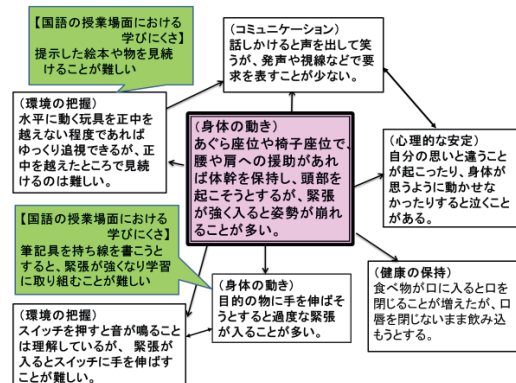 【国語の授業場面における
学びにくさ】
提示した絵本や物を見続
けることが難しい
(コミュニケーション)
話しかけると声を出して笑
うが、発声や視線などで要
求を表すことが少ない。
(環境の把握)
水平に動く玩具を正中を
越えない程度であれば
ゆっくり追視できるが、正
中を越えたところで見続
けるのは難しい。
(身体の動き)
あぐら座位や椅子座位で、
腰や肩への援助があれ
ば体幹を保持し、頭部を
起こそうとするが、緊張
が強く入ると姿勢が崩れ
ることが多い。
(心理的な安定)
自分の思いと違うこと
が起こったり、身体が
思うように動かせな
かったりすると泣くこと
がある。
【国語の授業場面における
学びにくさ】
筆記具を持ち線を書こうと
すると、緊張が強くなり学習
に取り組むことが難しい
(身体の動き)
目的の物に手を伸ばそ
うとすると過度な緊張
が入ることが多い。
(健康の保持)
食べ物が口に入ると口を
閉じることが増えたが、口
唇を閉じないまま飲み込
もうとする。
(環境の把握)
スイッチを押すと音が鳴ること
は理解しているが、緊張が
入るとスイッチに手を伸ばす
ことが難しい。